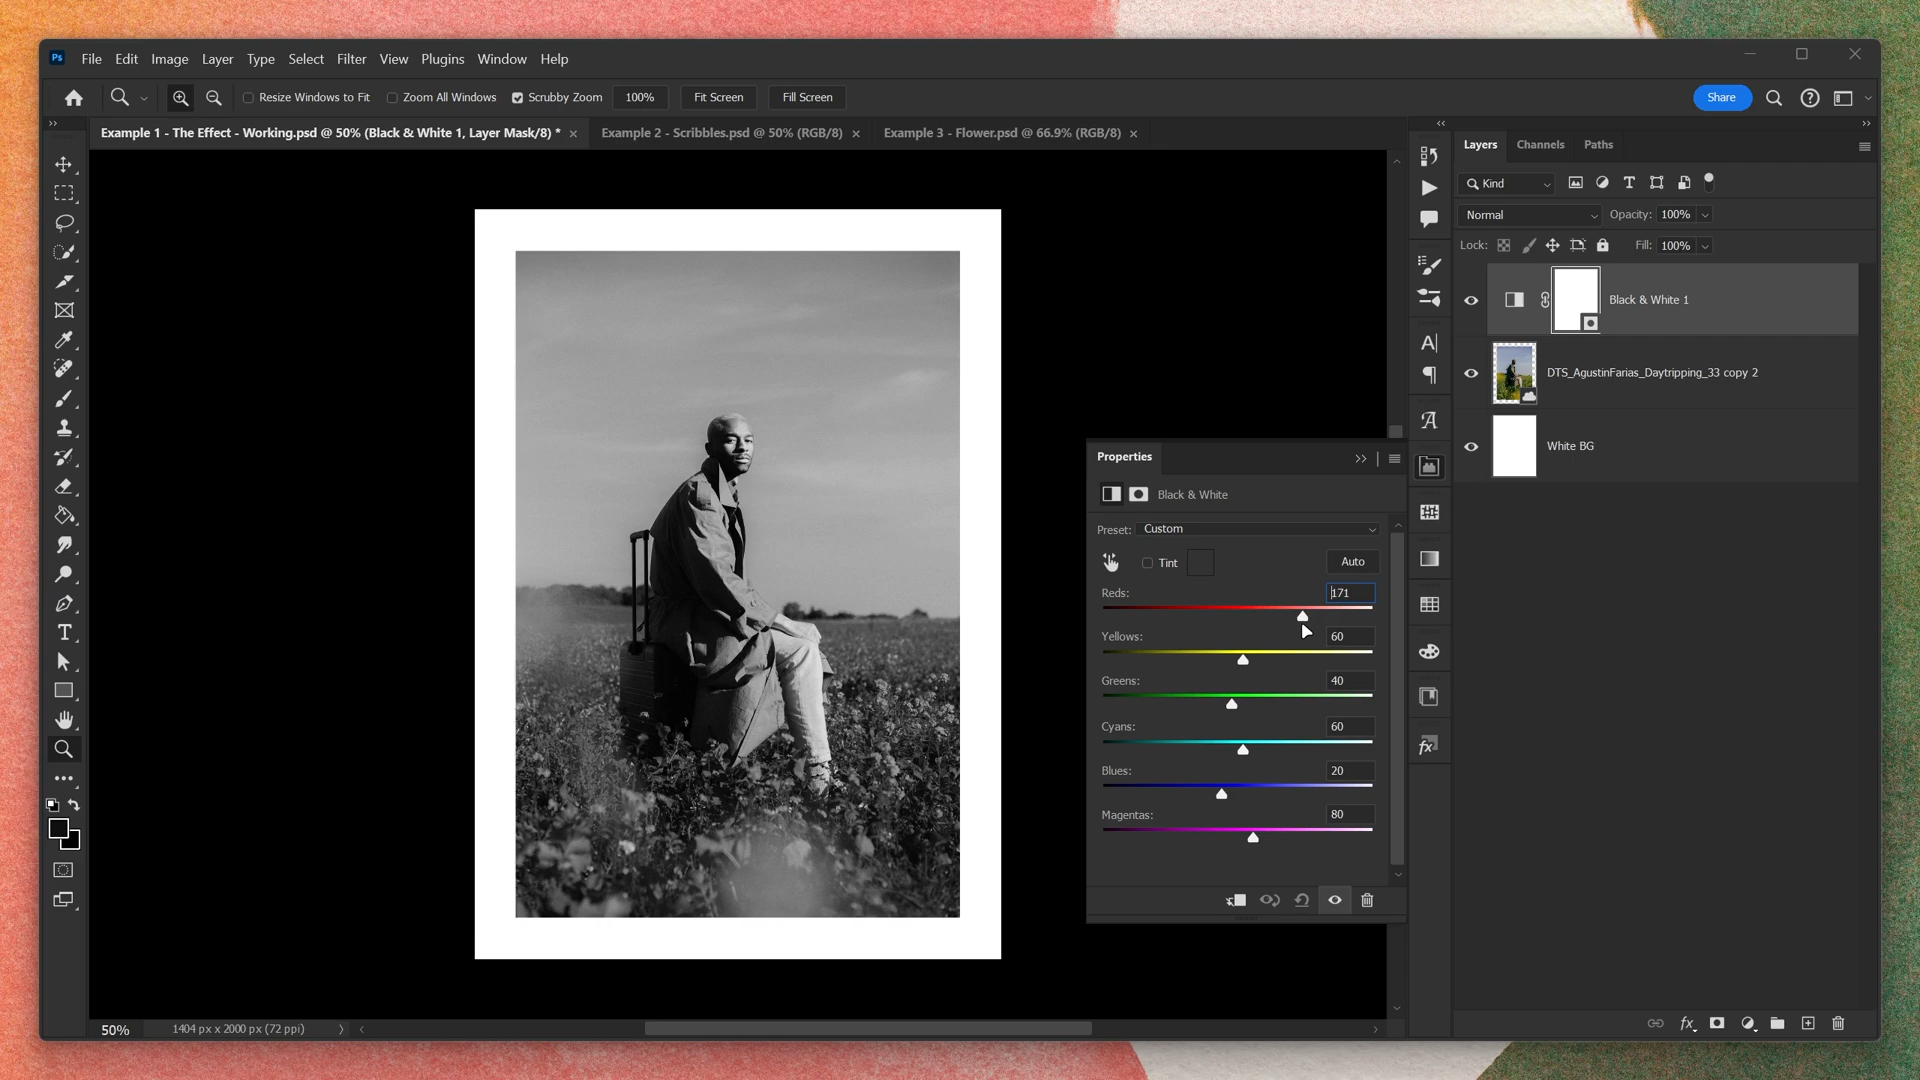 Ps File Edit Image Layer Type Select Filter View Plugins Window Help
Resize Windows to Fit Zoom All Windows Scrubby Zoom 100% Fit Screen Fill Screen Share
Example 1 - The Effect - Working.psd @ 50% (Black & White 1, Layer Mask/8) * Example 2 - Scribbles.psd @ 50% (RGB/8) Example 3 - Flower.psd @ 66.9% (RGB/8)
Layers Channels Paths
Kind
Normal Opacity: 100%
Lock: Fill: 100%
Black & White 1
DTS_AgustinFarias_Daytripping_33 copy 2
White BG
Properties
Black & White
Preset: Custom
Tint Auto
Reds: 171
Yellows: 60
Greens: 40
Cyans: 60
Blues: 20
Magentas: 80
50% 1404 px x 2000 px (72 ppi)